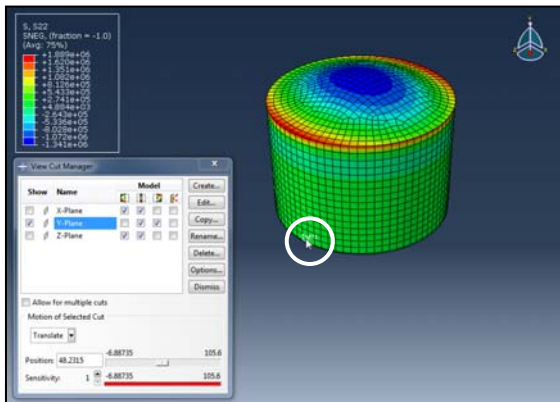 S, S22
SNEG, (fraction = -1.0)
(Avg: 75%)
+1.889e+06
+1.620e+06
+1.351e+06
+1.082e+06
+8.126e+05
+5.433e+05
+2.741e+05
+4.884e+03
-2.643e+05
-5.336e+05
-8.028e+05
-1.072e+06
-1.341e+06
View Cut Manager
Model
Show Name
X-Plane
Y-Plane
Z-Plane
Create...
Edit...
Copy...
Rename...
Delete...
Options...
Dismiss
Allow for multiple cuts
Motion of Selected Cut
Translate
-6.88735 105.6
Position: 48.2315
Sensitivity: 1 -6.88735 105.6